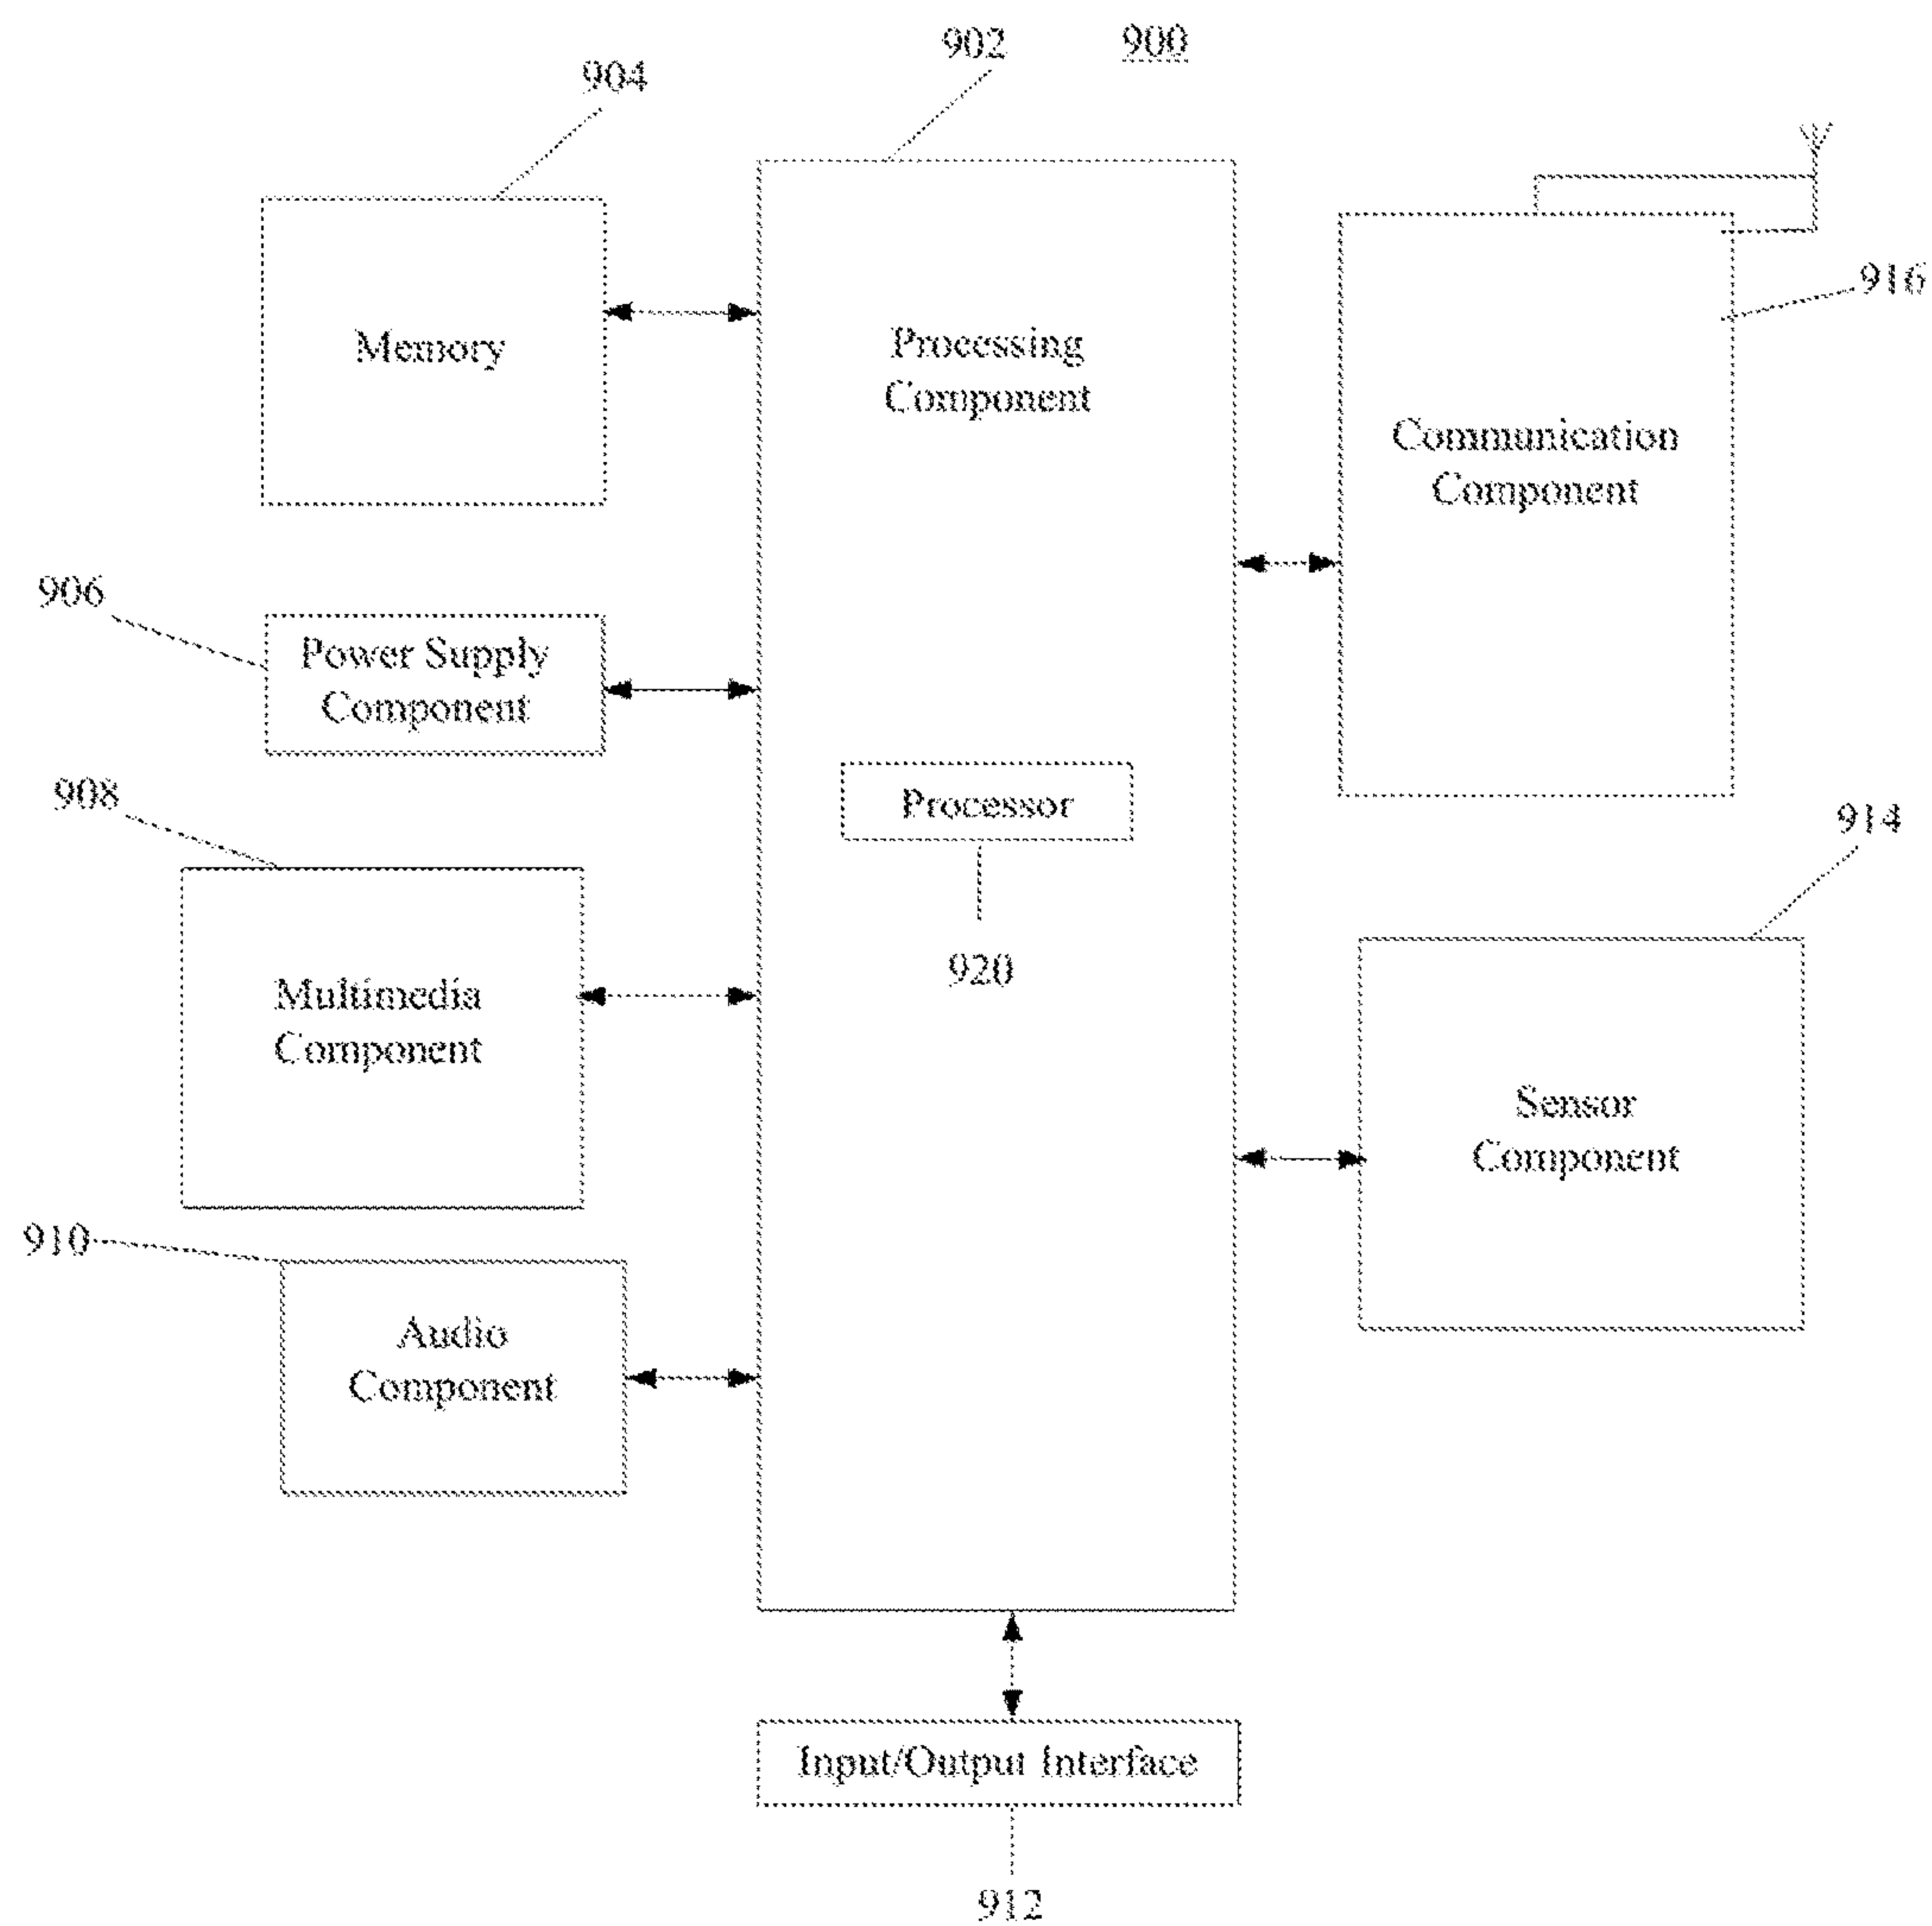 902
900
904
916
Memory
Processing
Component
Communication
Component
906
Power Supply
Component
908
Processor
914
920
Multimedia
Component
Sensor
Component
910
Audio
Component
Input/Output Interface
912